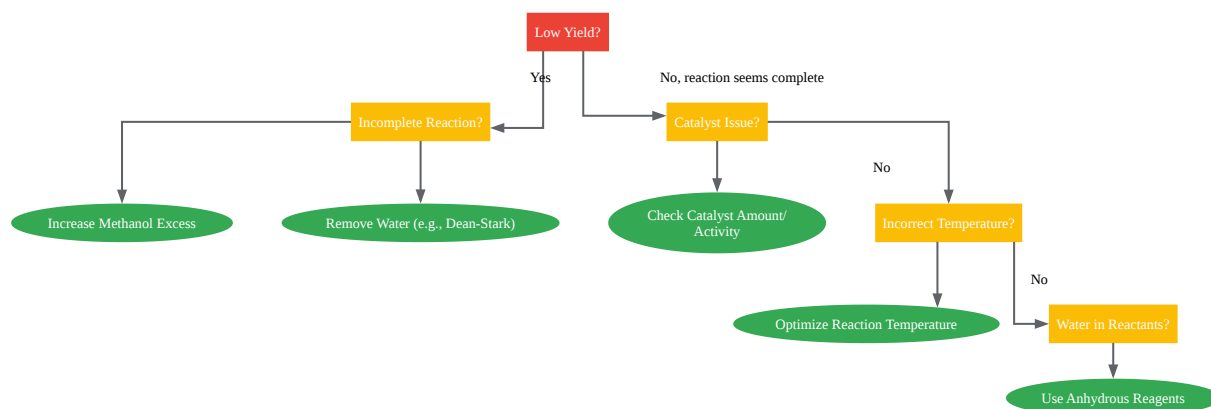 Low Yield?
Yes
No, reaction seems complete
Incomplete Reaction?
Catalyst Issue?
No
Increase Methanol Excess
Remove Water (e.g., Dean-Stark)
Check Catalyst Amount/
Activity
Incorrect Temperature?
No
Optimize Reaction Temperature
Water in Reactants?
Use Anhydrous Reagents